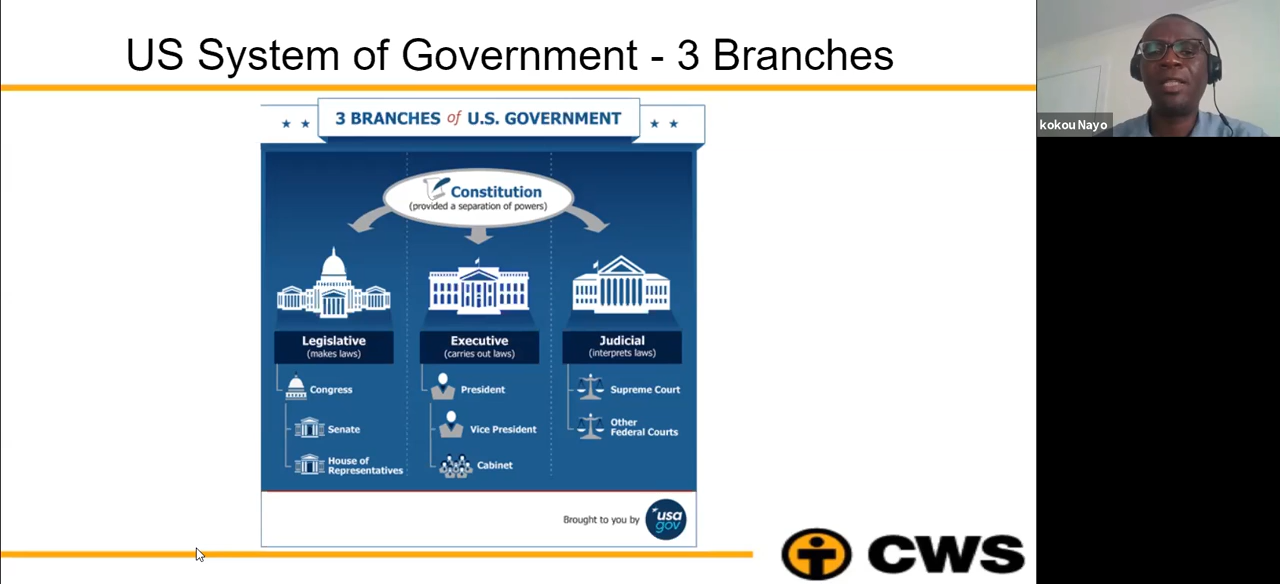 US System of Government - 3 Branches
kokou Nayo
3 BRANCHES of U.S. GOVERNMENT
Constitution
(provided a separation of powers)
Legislative
(makes laws)
Congress
Senate
House of
Representatives
Executive
(carries out laws)
President
Vice President
Cabinet
Judicial
(interprets laws)
Supreme Court
Other
Federal Courts
Brought to you by
usa
gov
CWS